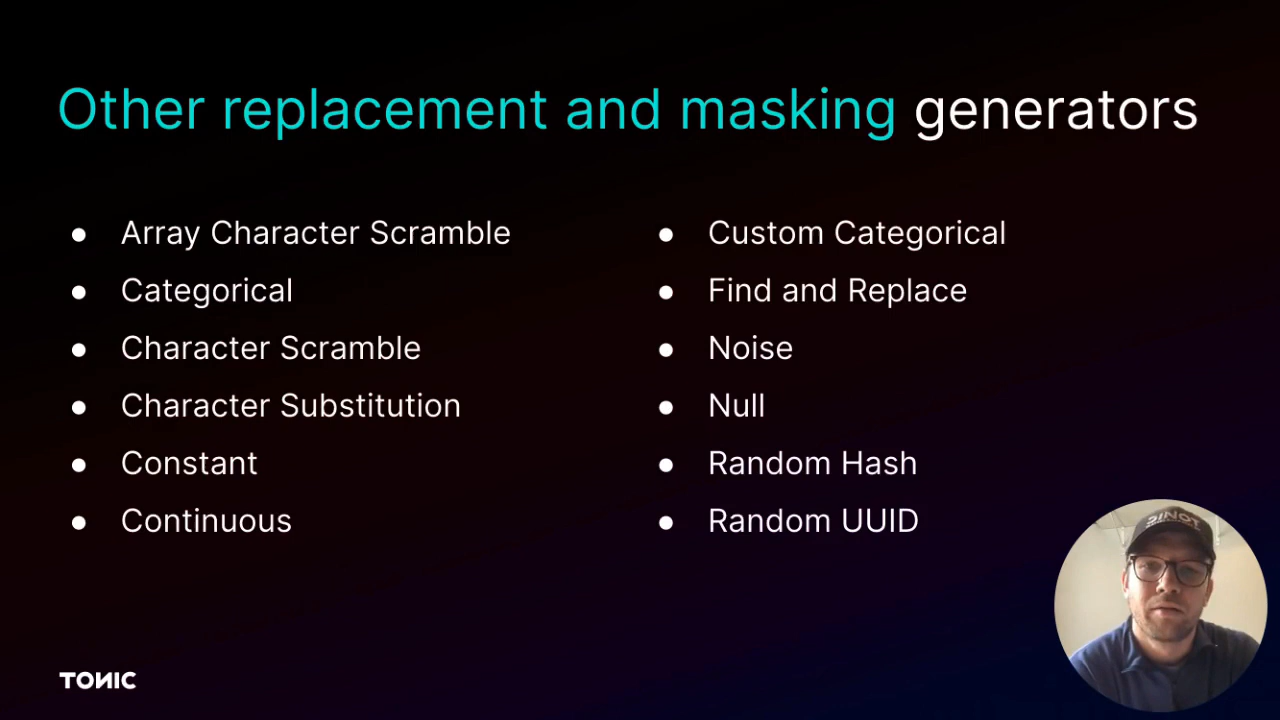 Other replacement and masking generators
Array Character Scramble
Categorical
Character Scramble
Character Substitution
Constant
Continuous
Custom Categorical
Find and Replace
Noise
Null
Random Hash
Random UUID
TONIC